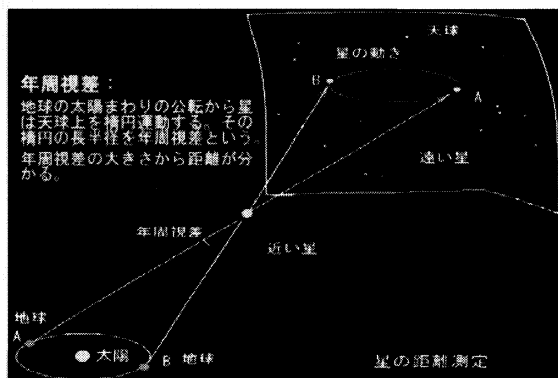 天球
星の動き
B
A
年周視差：
地球の太陽まわりの公転から星
は天球上を楕円運動する。その
楕円の長半径を年周視差という。
年周視差の大きさから距離が分
かる。
遠い星
年周視差
近い星
地球
A
太陽
B 地球
星の距離測定